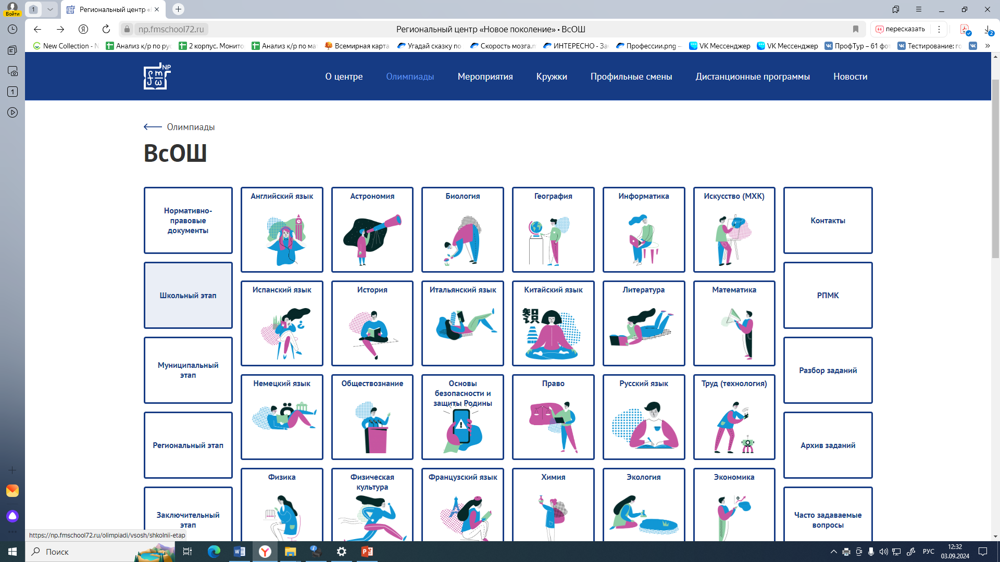 Войти
1
Региональный центр «
np.fmschool72.ru
Региональный центр «Новое поколение» • ВсОШ
пересказать
2
New Collection - N
Анализ к/р по рус
2 корпус. Монито
Анализ к/р по ма
Всемирная карта
Угадай сказку по
Скорость мозга.п
ИНТЕРЕСНО - За
Профессии.png –
VK Мессенджер
VK Мессенджер
ПрофТур – 61 фот
Тестирование: го
1
NP
О центре
Олимпиады
Мероприятия
Кружки
Профильные смены
Дистанционные программы
Новости
Олимпиады
ВсОШ
Нормативно-
правовые
документы
Английский язык
Астрономия
Биология
География
Информатика
Искусство (МХК)
Контакты
Школьный этап
Испанский язык
История
Итальянский язык
Китайский язык
Литература
Математика
РПМК
Муниципальный
этап
Немецкий язык
Обществознание
Основы
безопасности и
защиты Родины
Право
Русский язык
Труд (технология)
Разбор заданий
Региональный этап
Архив заданий
Физика
Физическая
культура
Французский язык
Химия
Экология
Экономика
Заключительный
этап
Часто задаваемые
вопросы
https://np.fmschool72.ru/olimpiadi/vsosh/shkolnii-etap
Поиск
РУС
12:32
03.09.2024